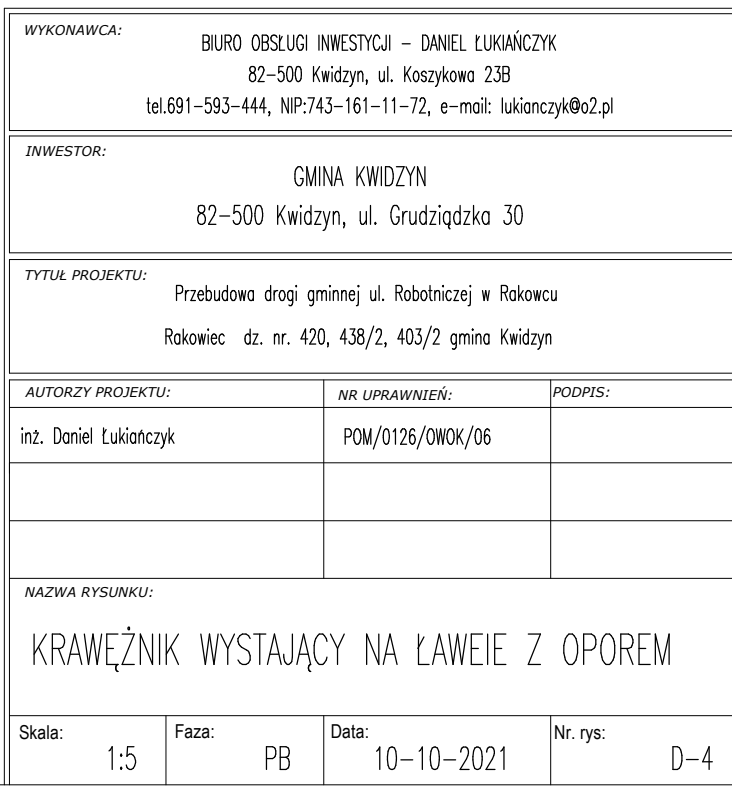 WYKONAWCA:
BIURO OBSŁUGI INWESTYCJI – DANIEL ŁUKIAŃCZYK
82–500 Kwidzyn, ul. Koszykowa 23B
tel.691–593–444, NIP:743–161–11–72, e–mail: lukianczyk@o2.pl
INWESTOR:
GMINA KWIDZYN
82–500 Kwidzyn, ul. Grudziądzka 30
TYTUŁ PROJEKTU:
Przebudowa drogi gminnej ul. Robotniczej w Rakowcu
Rakowiec dz. nr. 420, 438/2, 403/2 gmina Kwidzyn
AUTORZY PROJEKTU: NR UPRAWNIEŃ: PODPIS:
inż. Daniel Łukiańczyk POM/0126/OWOK/06
NAZWA RYSUNKU:
KRAWĘŻNIK WYSTAJĄCY NA ŁAWEIE Z OPOREM
Skala: Faza: Data: Nr. rys:
1:5 PB 10–10–2021 D–4